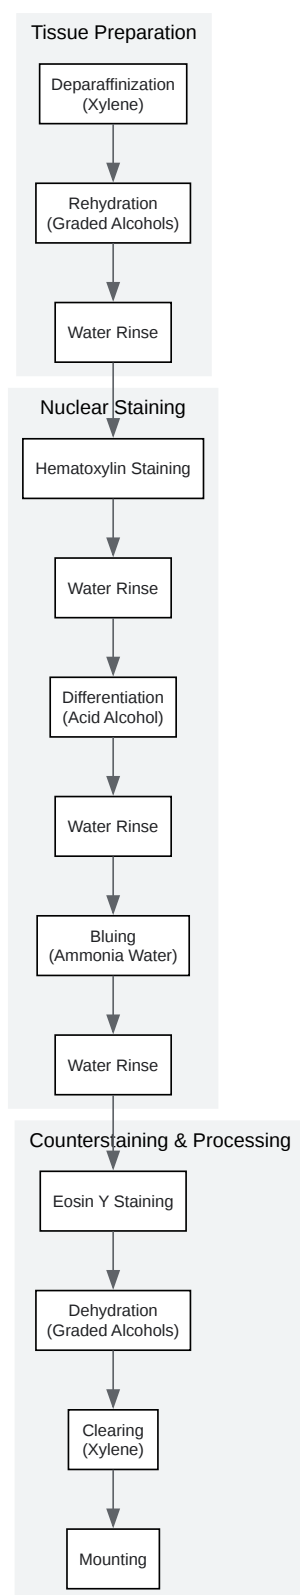 Tissue Preparation
Deparaffinization
(Xylene)
Rehydration
(Graded Alcohols)
Water Rinse
Nuclear Staining
Hematoxylin Staining
Water Rinse
Differentiation
(Acid Alcohol)
Water Rinse
Bluing
(Ammonia Water)
Water Rinse
Counterstaining & Processing
Eosin Y Staining
Dehydration
(Graded Alcohols)
Clearing
(Xylene)
Mounting